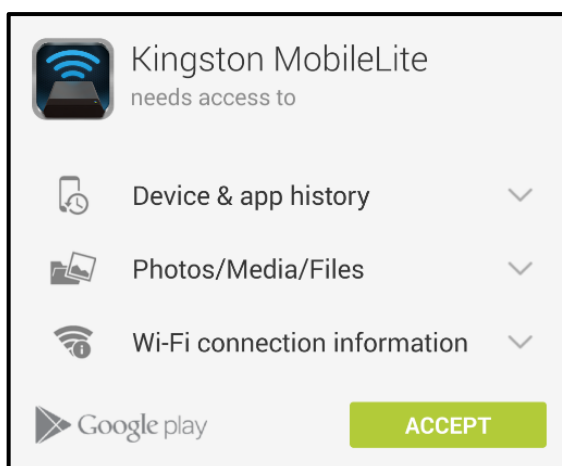 Kingston MobileLite
needs access to
Device & app history
Photos/Media/Files
Wi-Fi connection information
Google play
ACCEPT